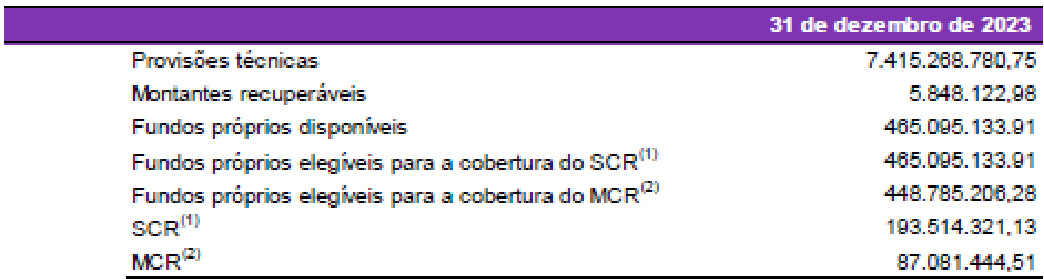 31 de dezembro de 2023
Provisões técnicas 7.415.268.780,75
Montantes recuperáveis 5.848.122,98
Fundos próprios disponíveis 465.095.133,91
Fundos próprios elegíveis para a cobertura do SCR(1) 465.095.133,91
Fundos próprios elegíveis para a cobertura do MCR(2) 448.785.206,28
SCR(1) 193.514.321,13
MCR(2) 87.081.444,51